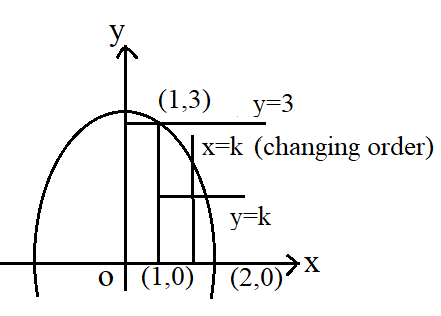 y
(1,3) y=3
x=k (changing order)
y=k
x
o (1,0) (2,0)